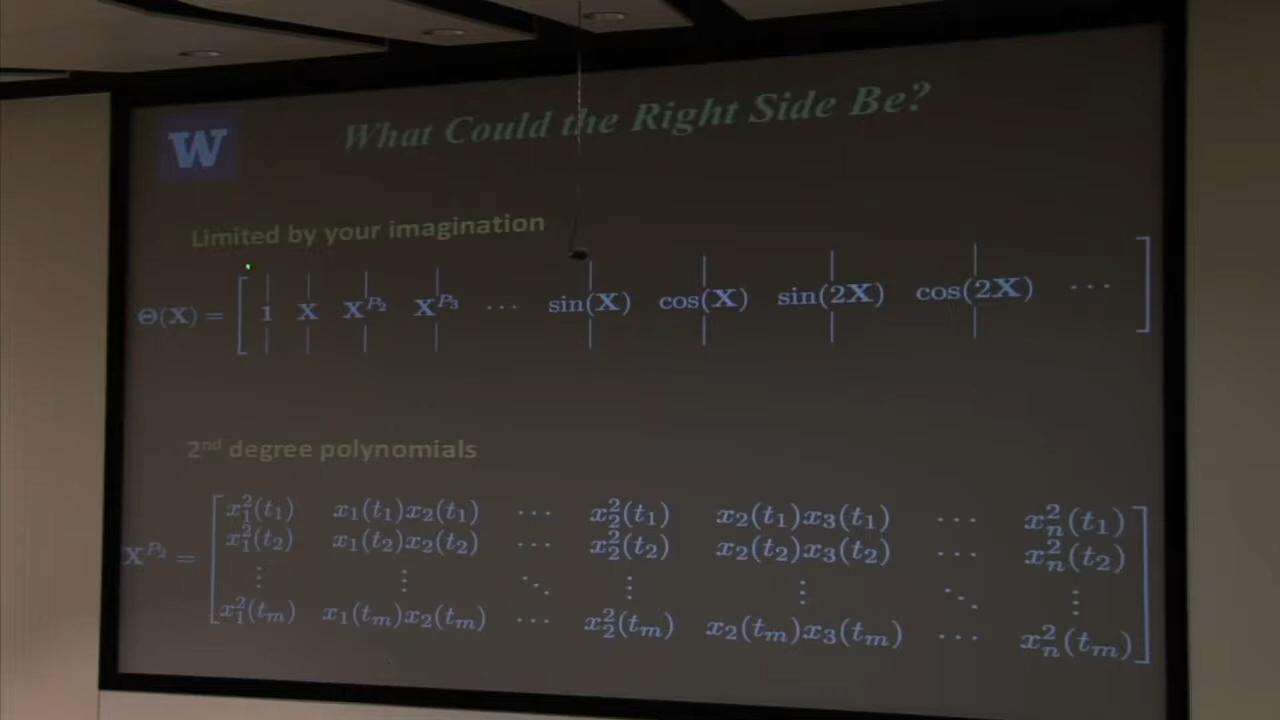 W
What Could the Right Side Be?
Limited by your imagination
Θ(X) = [ 1 X X^{P_2} X^{P_3} ⋯ sin(X) cos(X) sin(2X) cos(2X) ⋯ ]
2nd degree polynomials
x_1^2(t_1) x_1(t_1)x_2(t_1) ⋯ x_2^2(t_1) x_2(t_1)x_3(t_1) ⋯ x_n^2(t_1)
x_1^2(t_2) x_1(t_2)x_2(t_2) ⋯ x_2^2(t_2) x_2(t_2)x_3(t_2) ⋯ x_n^2(t_2)
X^{P_2} =
⋮ ⋮ ⋱ ⋮ ⋮ ⋱ ⋮
x_1^2(t_m) x_1(t_m)x_2(t_m) ⋯ x_2^2(t_m) x_2(t_m)x_3(t_m) ⋯ x_n^2(t_m)